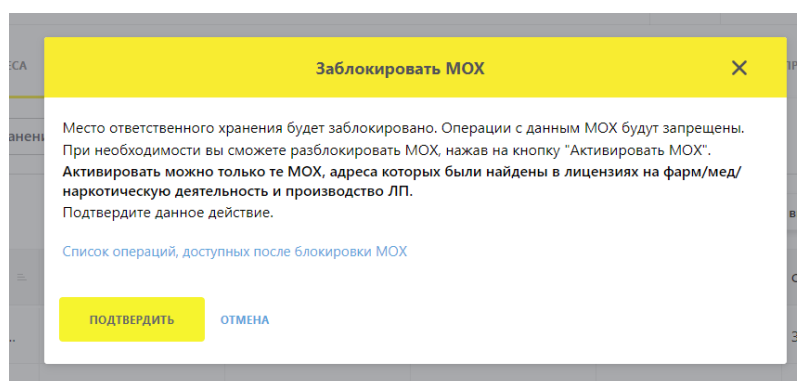 Заблокировать МОХ
Место ответственного хранения будет заблокировано. Операции с данным МОХ будут запрещены.
При необходимости вы сможете разблокировать МОХ, нажав на кнопку "Активировать МОХ".
Активировать можно только те МОХ, адреса которых были найдены в лицензиях на фарм/мед/
наркотическую деятельность и производство ЛП.
Подтвердите данное действие.
Список операций, доступных после блокировки МОХ
ПОДТВЕРДИТЬ ОТМЕНА